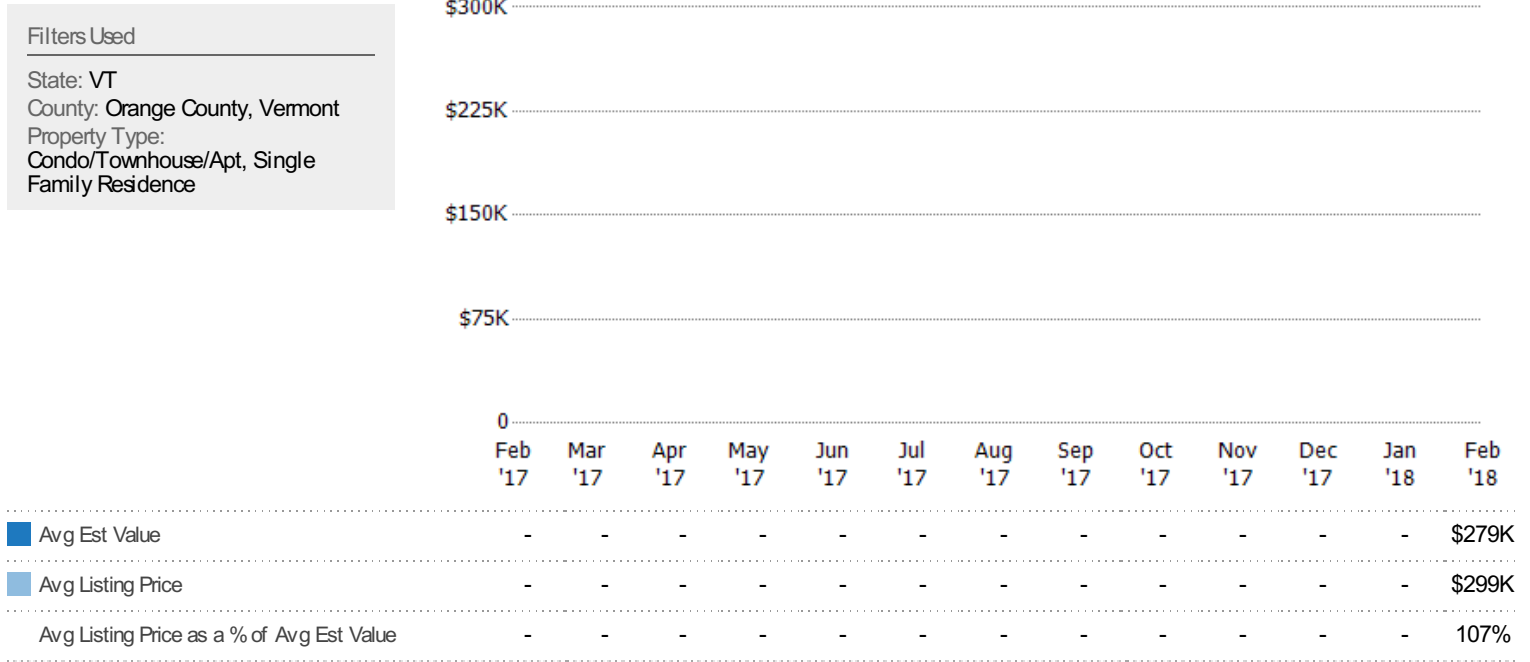 Filters Used
State: VT
County: Orange County, Vermont
Property Type:
Condo/Townhouse/Apt, Single
Family Residence
$300K
$225K
$150K
$75K
0
Feb Mar Apr May Jun Jul Aug Sep Oct Nov Dec Jan Feb
'17 '17 '17 '17 '17 '17 '17 '17 '17 '17 '17 '18 '18
Avg Est Value - - - - - - - - - - - - $279K
Avg Listing Price - - - - - - - - - - - - $299K
Avg Listing Price as a % of Avg Est Value - - - - - - - - - - - - 107%